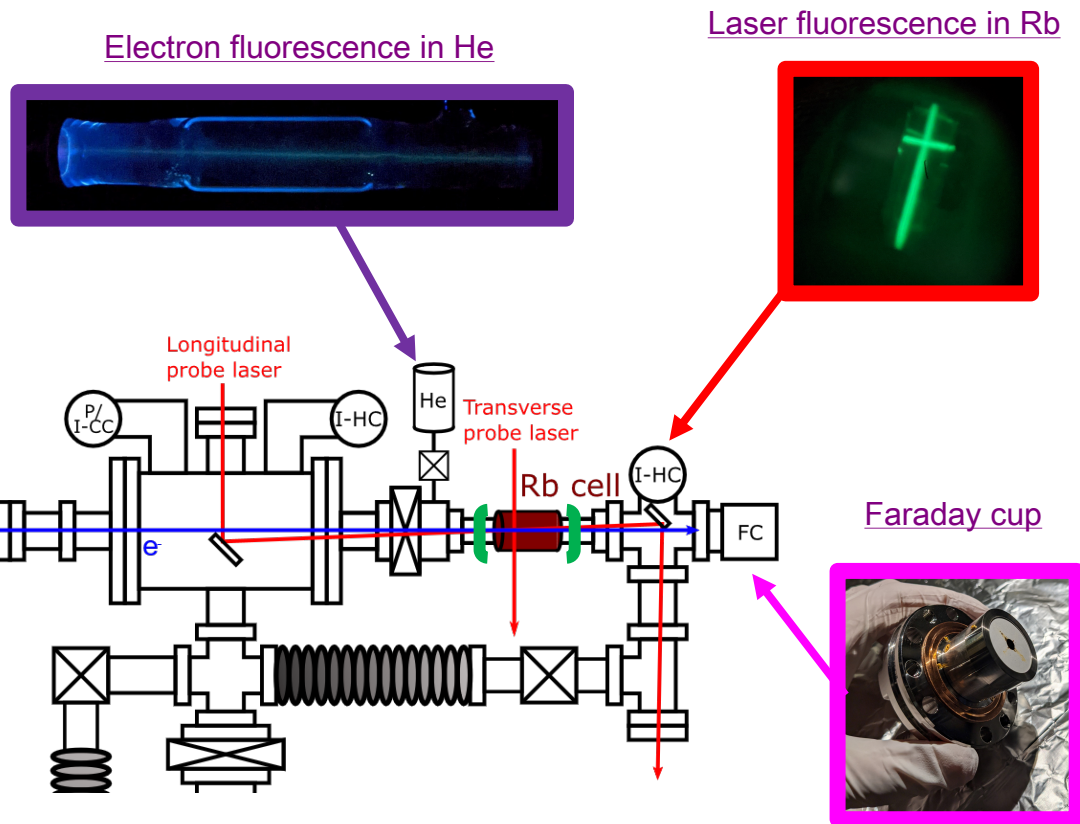 Electron fluorescence in He
Laser fluorescence in Rb
Longitudinal
probe laser
P/
I-CC
I-HC
He
Transverse
probe laser
I-HC
Rb cell
Faraday cup
e-
FC